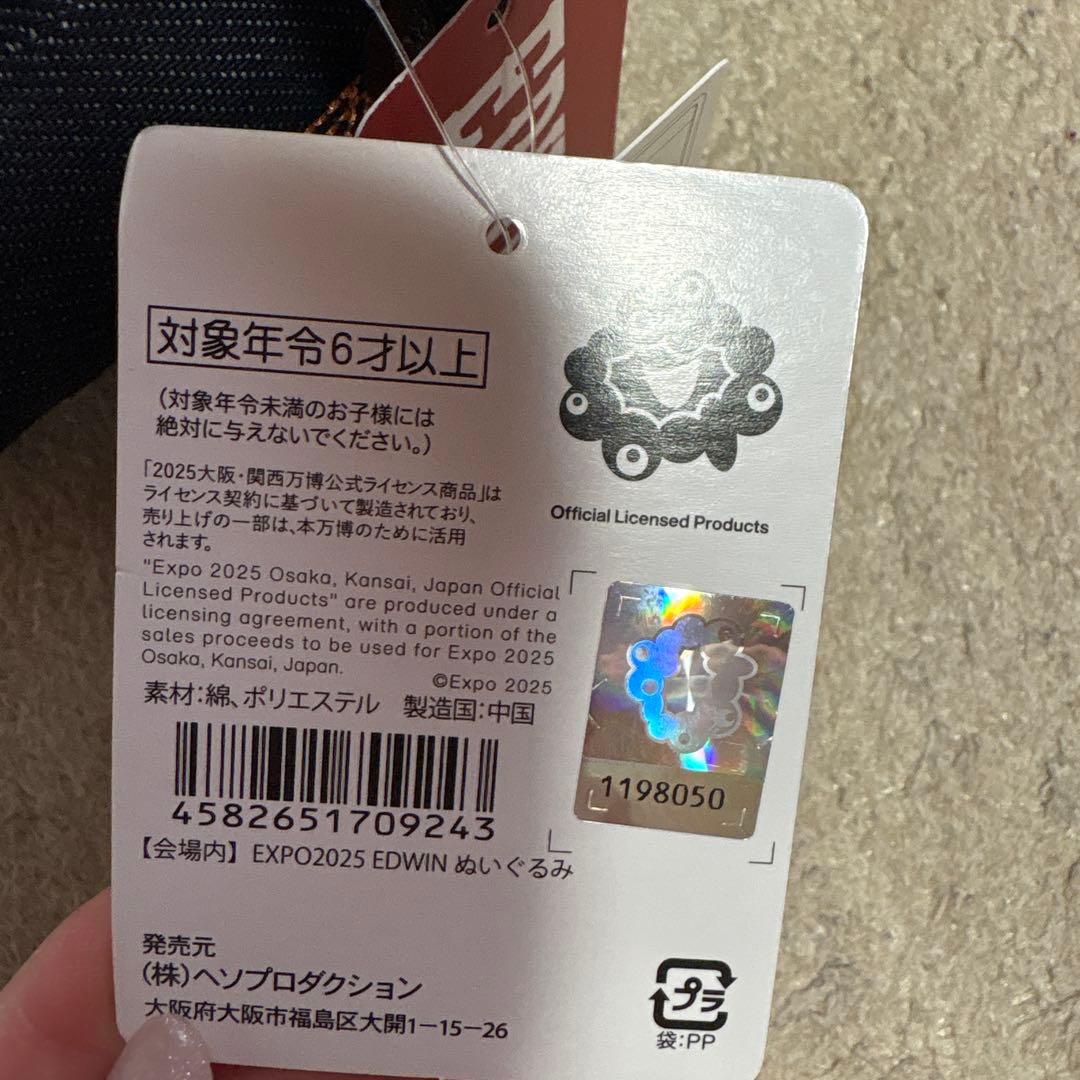 対象年令6才以上
(対象年令未満のお子様には
絶対に与えないでください。)
「2025大阪・関西万博公式ライセンス商品」は
ライセンス契約に基づいて製造されており、
売り上げの一部は、本万博のために活用
されます。
"Expo 2025 Osaka, Kansai, Japan Official
Licensed Products" are produced under a
licensing agreement, with a portion of the
sales proceeds to be used for Expo 2025
Osaka, Kansai, Japan.
©Expo 2025
素材:綿、ポリエステル 製造国:中国
4582651709243
【会場内】EXPO2025 EDWIN ぬいぐるみ
発売元
(株)ヘソプロダクション
大阪府大阪市福島区大開1-15-26
Official Licensed Products
1198050
プラ
袋:PP